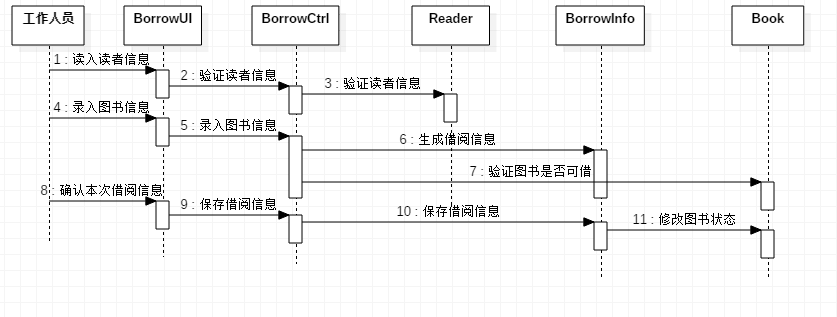 工作人员
BorrowUI
BorrowCtrl
Reader
BorrowInfo
Book
1 : 读入读者信息
2 : 验证读者信息
3 : 验证读者信息
4 : 录入图书信息
5 : 录入图书信息
6 : 生成借阅信息
7 : 验证图书是否可借
8 : 确认本次借阅信息
9 : 保存借阅信息
10 : 保存借阅信息
11 : 修改图书状态